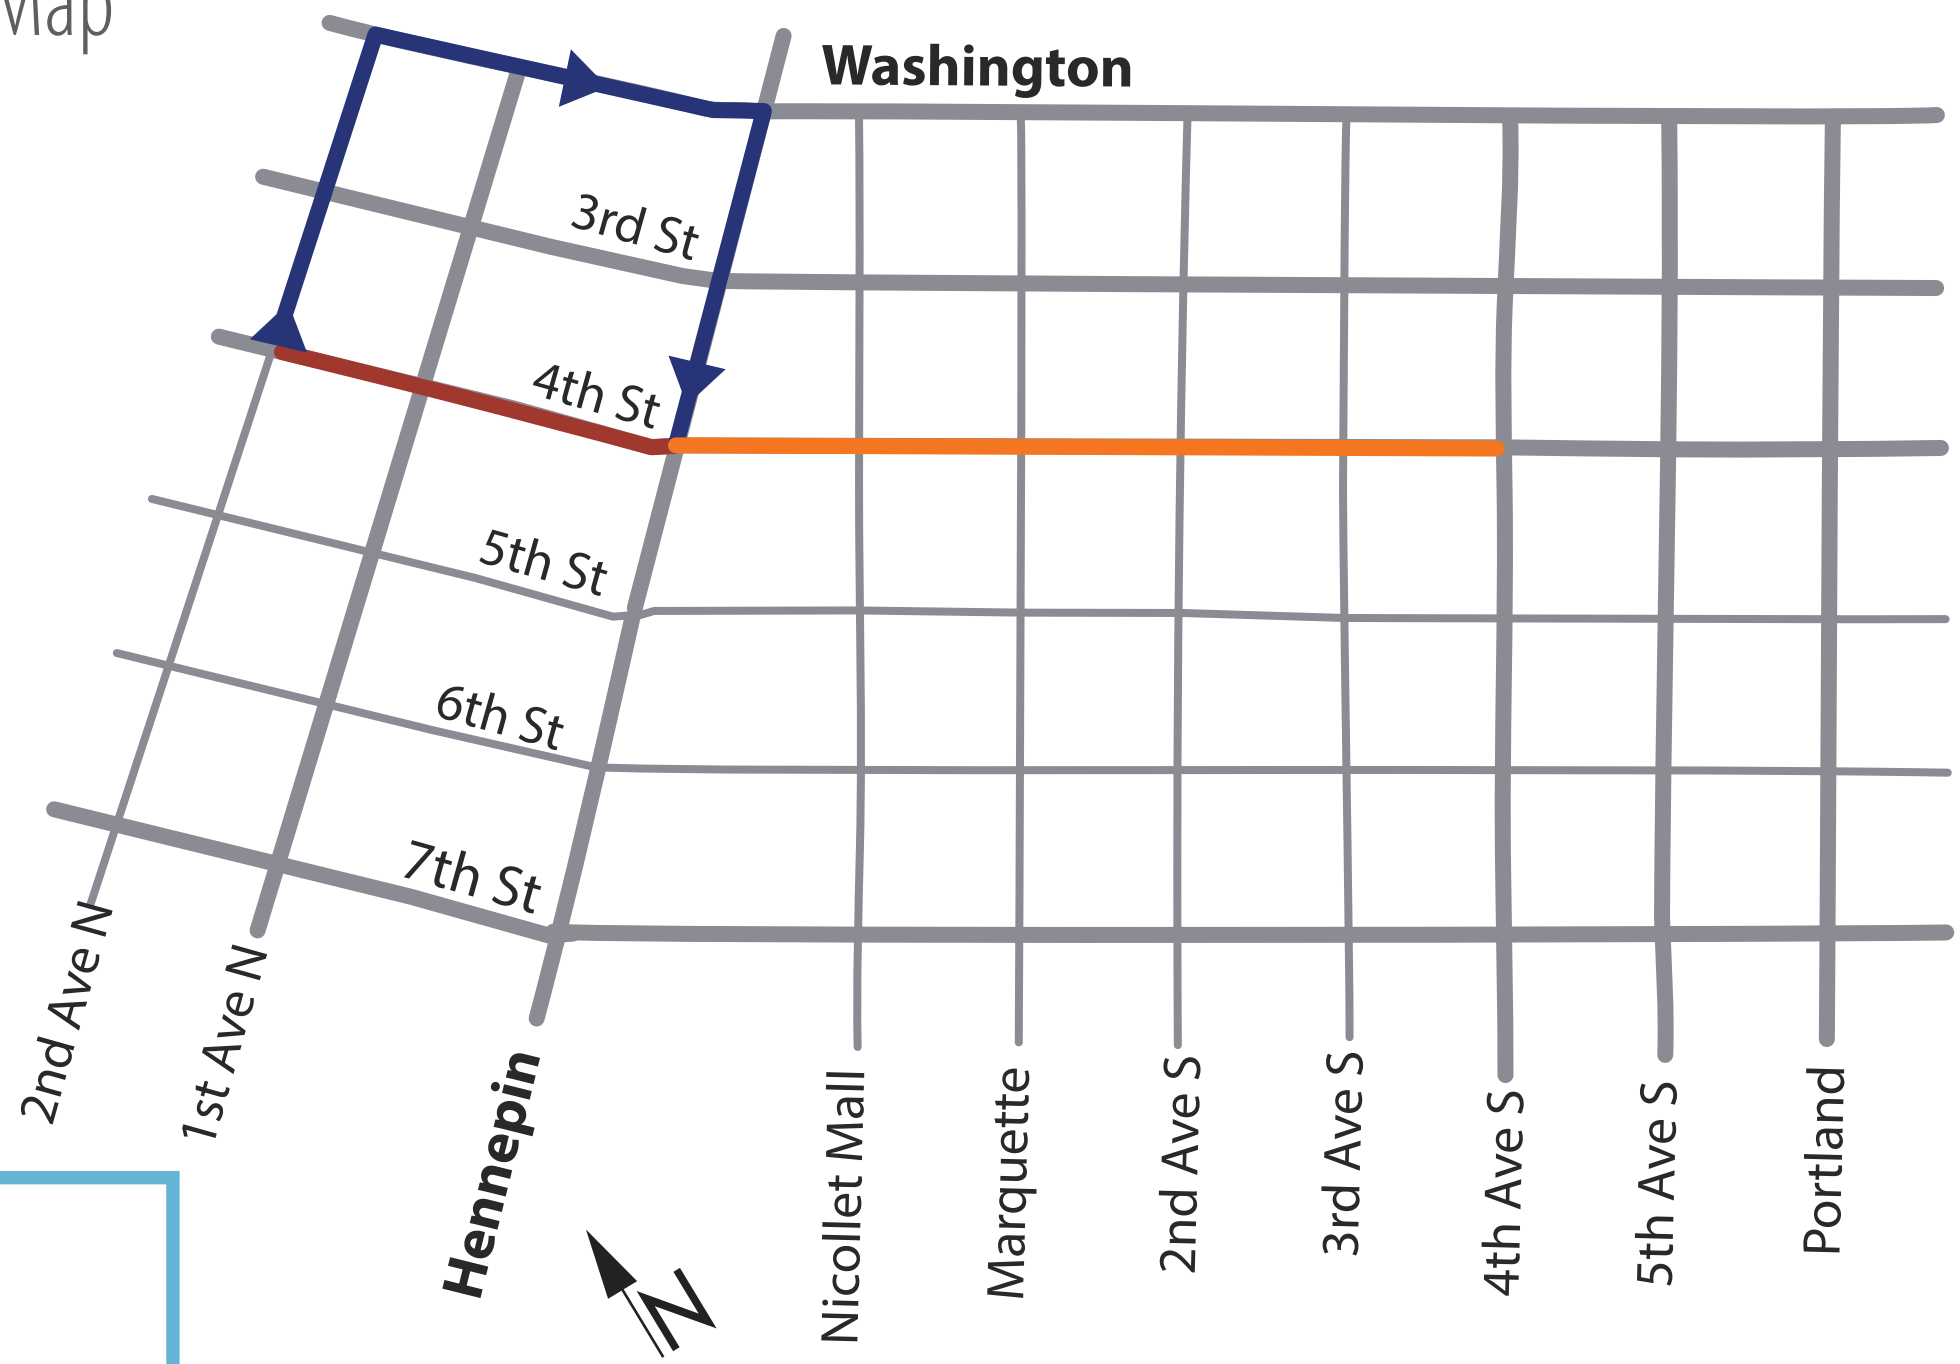 Map
Washington
3rd St
4th St
5th St
6th St
7th St
2nd Ave N
1st Ave N
Hennepin
Nicollet Mall
Marquette
2nd Ave S
3rd Ave S
4th Ave S
5th Ave S
Portland
N